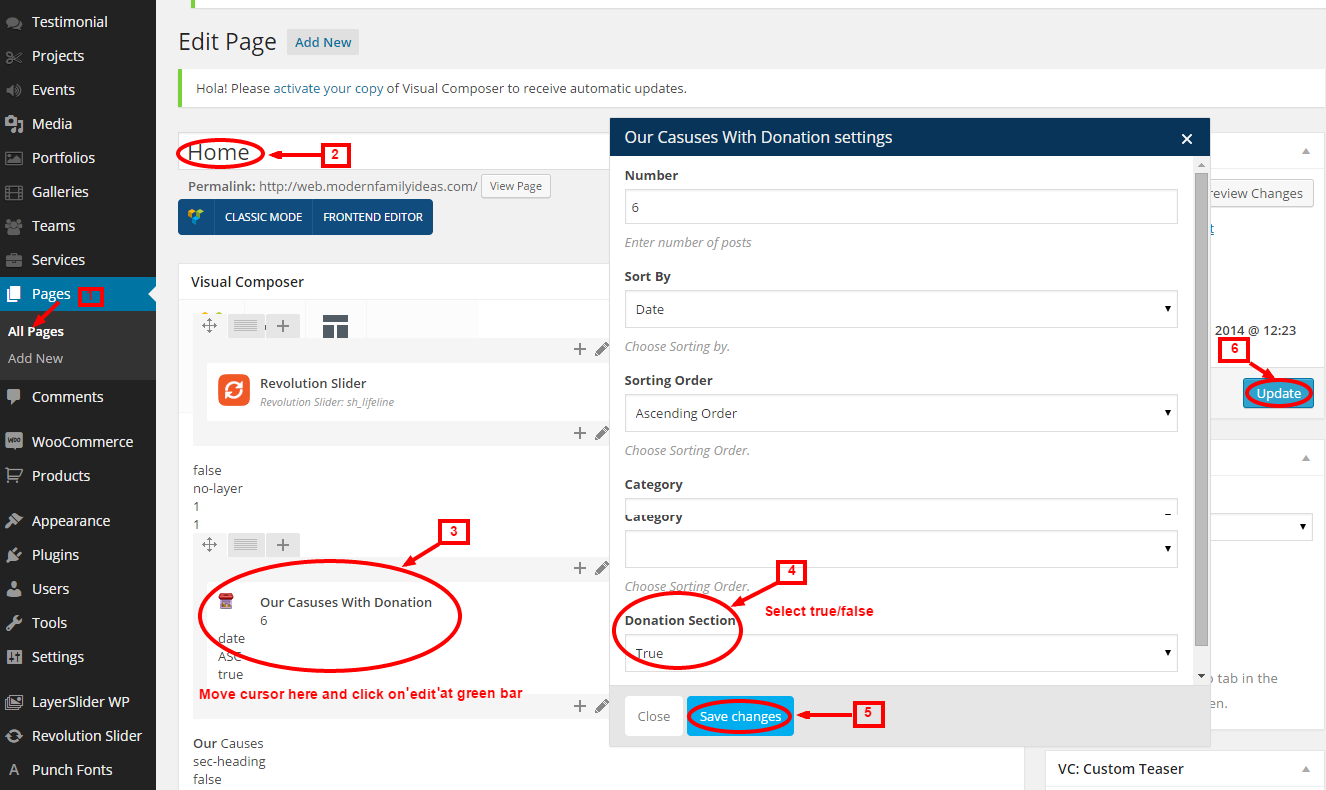 Testimonial
Projects
Events
Media
Portfolios
Galleries
Teams
Services
Pages
1
All Pages
Add New
Comments
WooCommerce
Products
Appearance
Plugins
Users
Tools
Settings
LayerSlider WP
Revolution Slider
Punch Fonts
Edit Page Add New
Hola! Please activate your copy of Visual Composer to receive automatic updates.
Home
2
Permalink: http://web.modernfamilyideas.com/ View Page
CLASSIC MODE FRONTEND EDITOR
Visual Composer
Revolution Slider
Revolution Slider: sh_lifeline
false
no-layer
1
1
3
Our Casuses With Donation
6
date
ASC
true
Move cursor here and click on'edit'at green bar
Our Causes
sec-heading
false
Our Casuses With Donation settings
Number
6
Enter number of posts
Sort By
Date
Choose Sorting by.
Sorting Order
Ascending Order
Choose Sorting Order.
Category
Category
Choose Sorting Order.
4
Select true/false
Donation Section
True
Close Save changes
5
review Changes
2014 @ 12:23
6
Update
tab in the
en.
VC: Custom Teaser